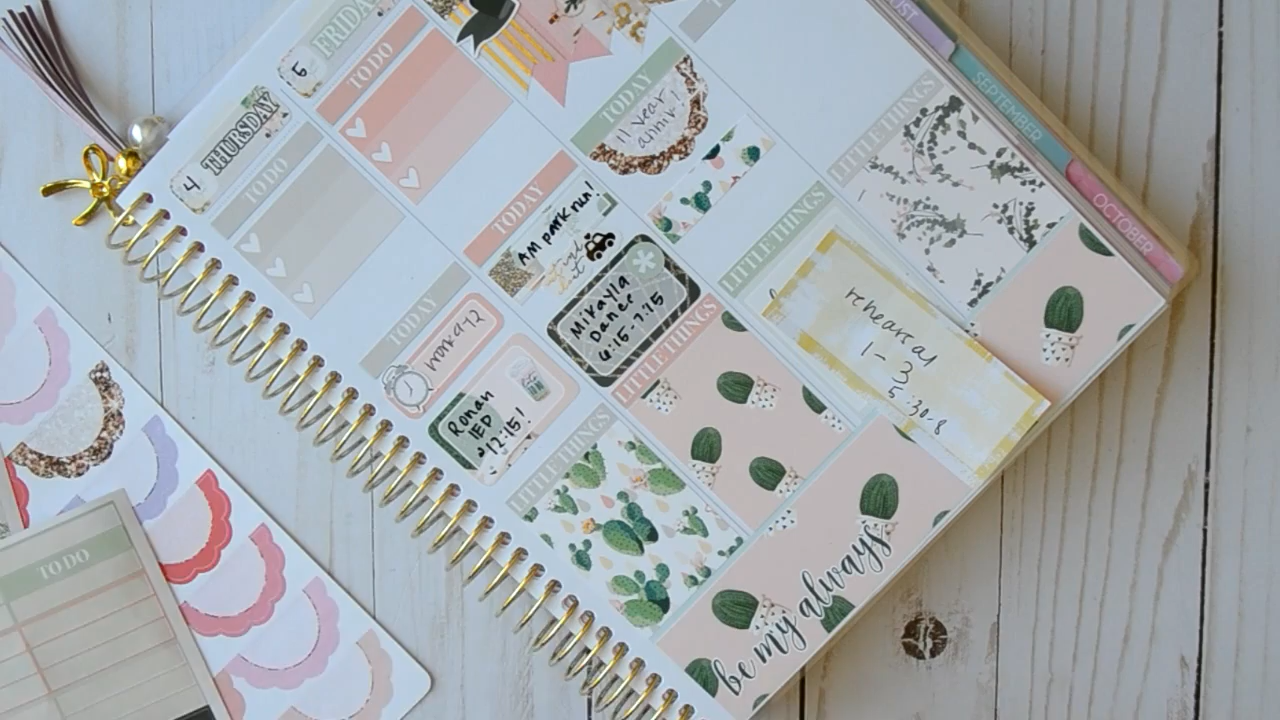 4 THURSDAY
TO DO
TODAY
work 9-12
Ronan
IEP
12:15!
LITTLE THINGS
5 FRIDAY
TO DO
TODAY
AM park run!
Mikayla
Dance
6:15-7:15
LITTLE THINGS
TODAY
11 Year
anniv!
LITTLE THINGS
rehearsal
1-3
5:30-8
LITTLE THINGS
be my always
SEPTEMBER
OCTOBER
TO DO